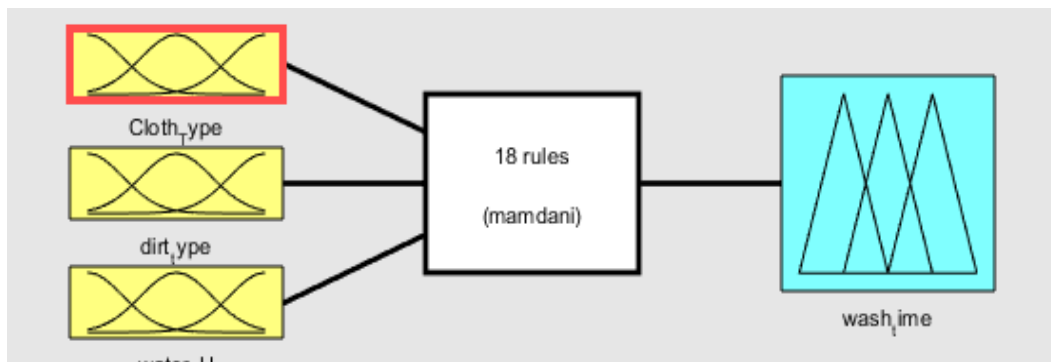 Cloth_Type
18 rules
(mamdani)
dirt_type
wash_time